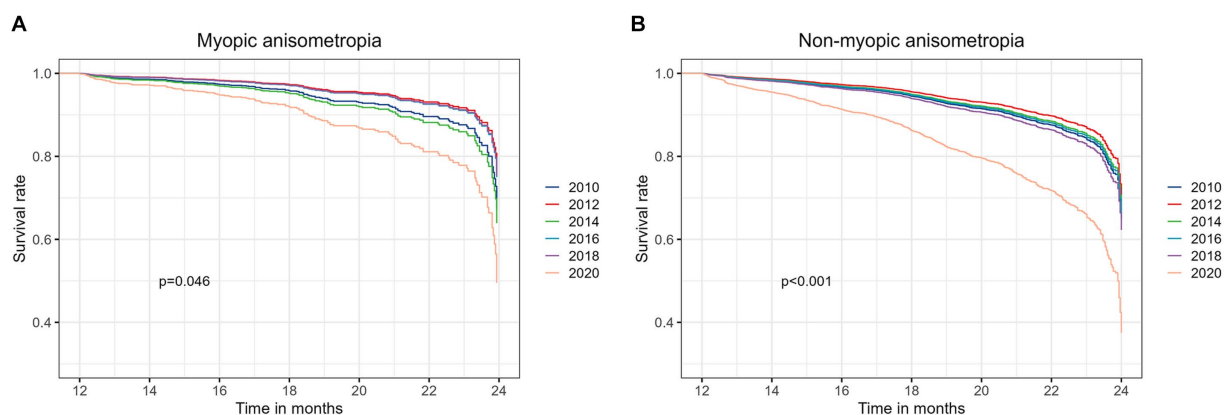 A
Myopic anisometropia
Survival rate
1.0
0.8
0.6
0.4
p=0.046
12 14 16 18 20 22 24
Time in months
2010
2012
2014
2016
2018
2020
B
Non-myopic anisometropia
Survival rate
1.0
0.8
0.6
0.4
p<0.001
12 14 16 18 20 22 24
Time in months
2010
2012
2014
2016
2018
2020